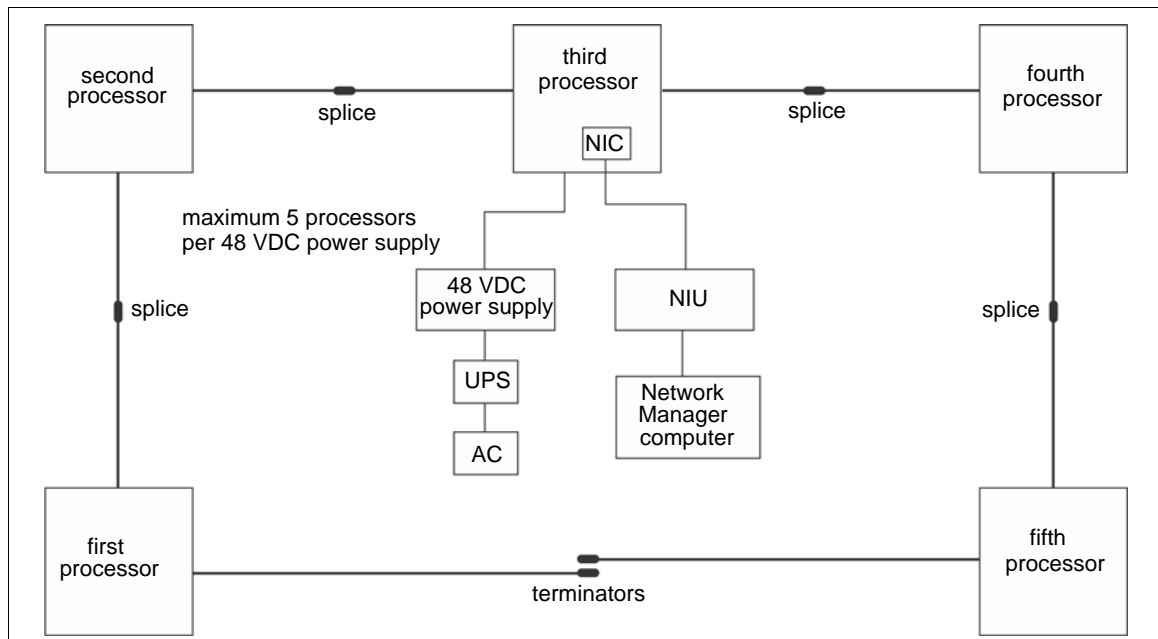 second
processor
splice
third
processor
NIC
splice
fourth
processor
maximum 5 processors
per 48 VDC power supply
48 VDC
power supply
NIU
splice
splice
UPS
Network
Manager
computer
AC
first
processor
terminators
fifth
processor